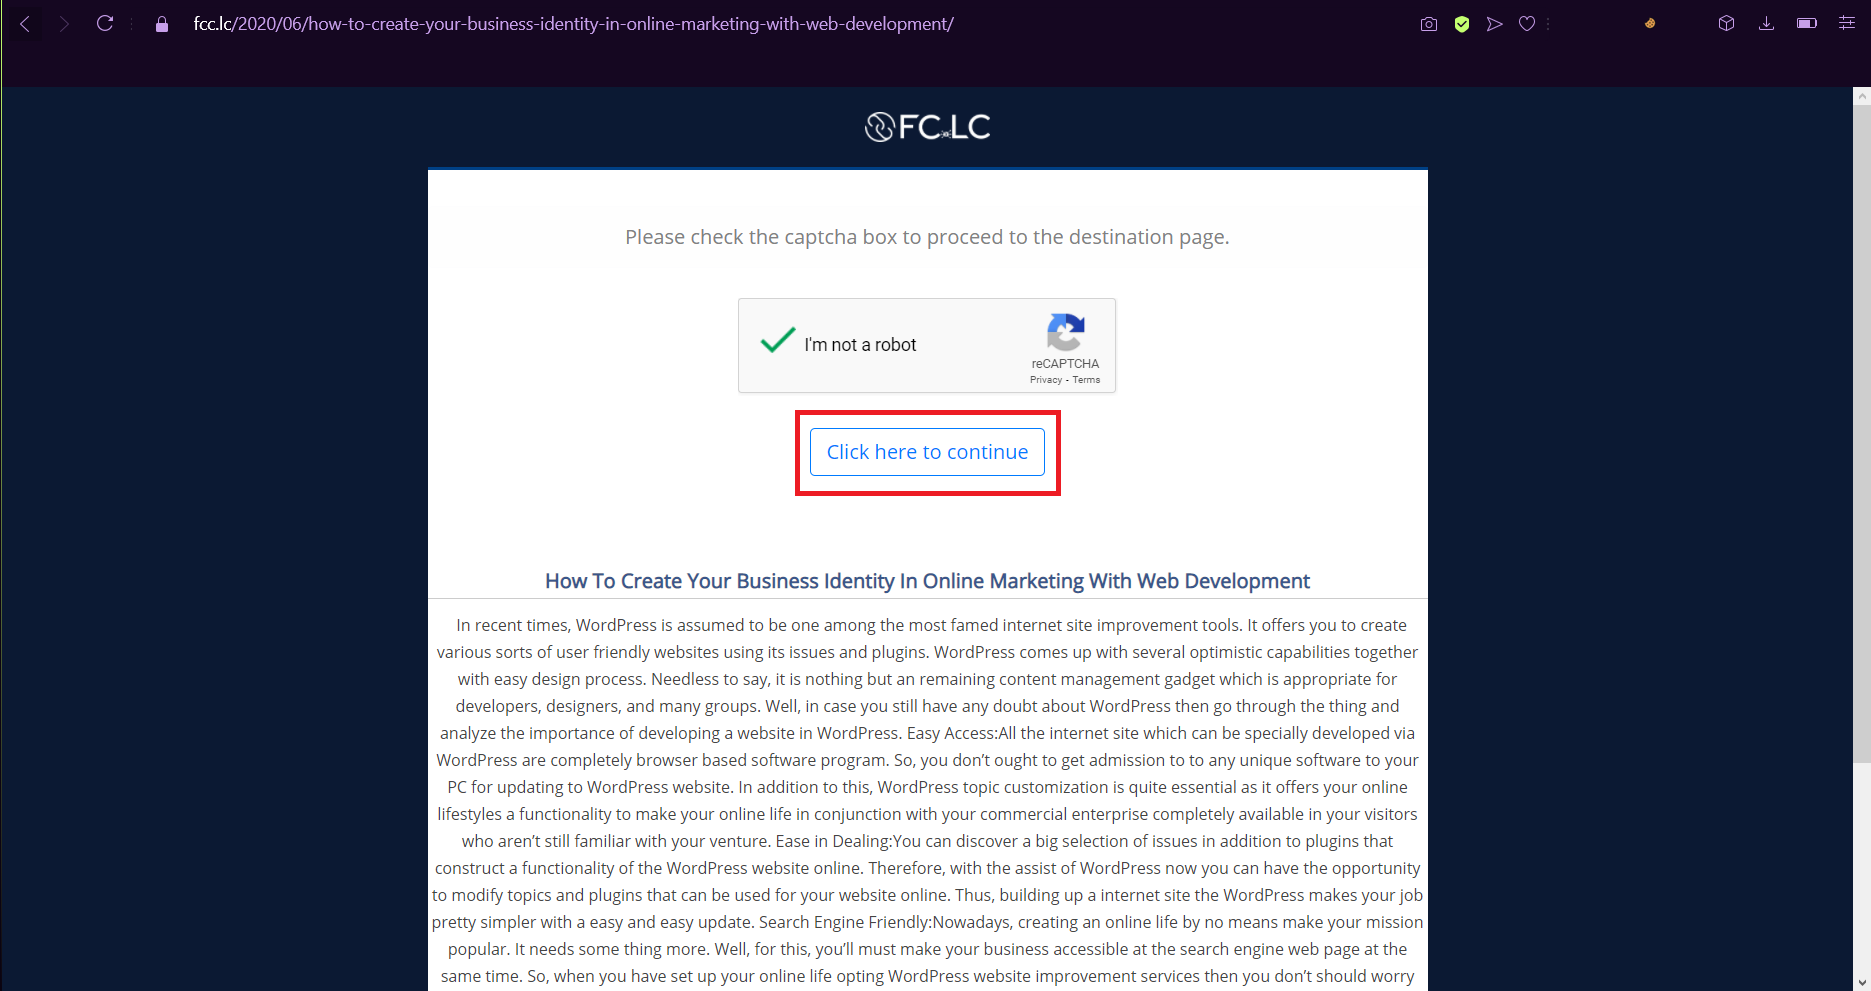 fcc.lc/2020/06/how-to-create-your-business-identity-in-online-marketing-with-web-development/
FC.LC
Please check the captcha box to proceed to the destination page.
I'm not a robot
reCAPTCHA
Privacy - Terms
Click here to continue
How To Create Your Business Identity In Online Marketing With Web Development
In recent times, WordPress is assumed to be one among the most famed internet site improvement tools. It offers you to create
various sorts of user friendly websites using its issues and plugins. WordPress comes up with several optimistic capabilities together
with easy design process. Needless to say, it is nothing but an remaining content management gadget which is appropriate for
developers, designers, and many groups. Well, in case you still have any doubt about WordPress then go through the thing and
analyze the importance of developing a website in WordPress. Easy Access:All the internet site which can be specially developed via
WordPress are completely browser based software program. So, you don’t ought to get admission to to any unique software to your
PC for updating to WordPress website. In addition to this, WordPress topic customization is quite essential as it offers your online
lifestyles a functionality to make your online life in conjunction with your commercial enterprise completely available in your visitors
who aren’t still familiar with your venture. Ease in Dealing:You can discover a big selection of issues in addition to plugins that
construct a functionality of the WordPress website online. Therefore, with the assist of WordPress now you can have the opportunity
to modify topics and plugins that can be used for your website online. Thus, building up a internet site the WordPress makes your job
pretty simpler with a easy and easy update. Search Engine Friendly:Nowadays, creating an online life by no means make your mission
popular. It needs some thing more. Well, for this, you’ll must make your business accessible at the search engine web page at the
same time. So, when you have set up your online life opting WordPress website improvement services then you don’t should worry